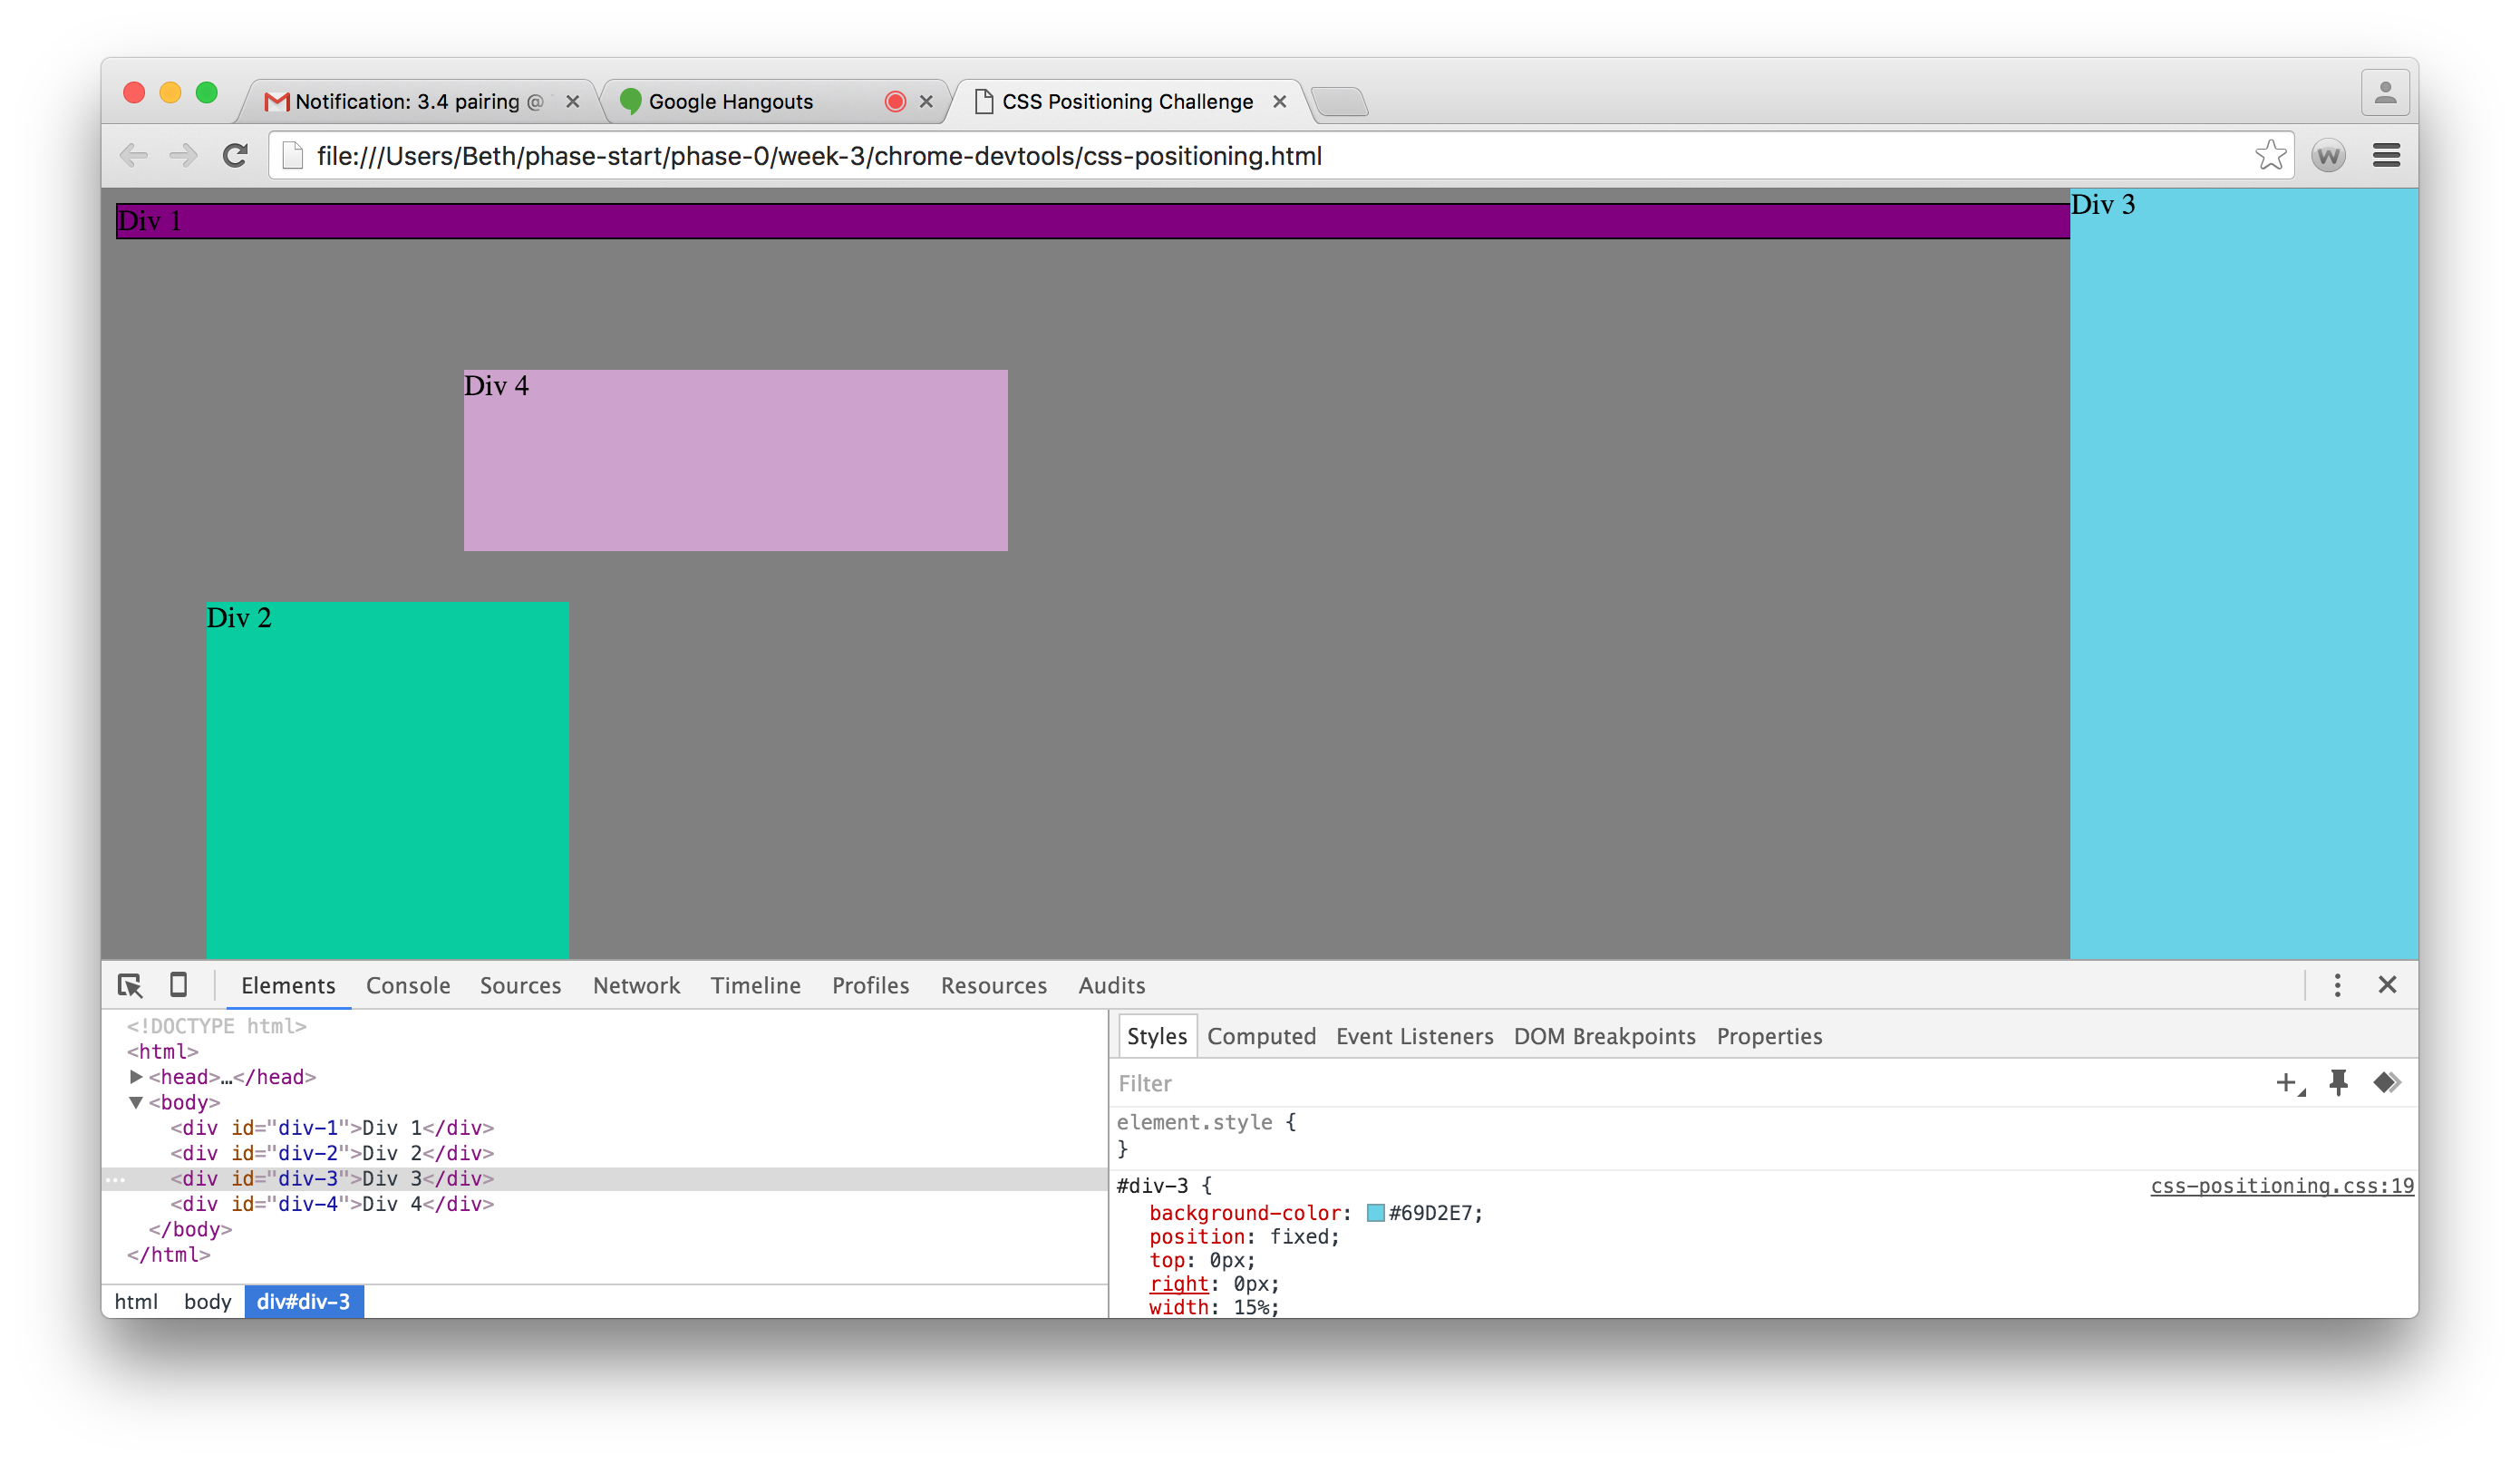 Notification: 3.4 pairing @
Google Hangouts
CSS Positioning Challenge
file:///Users/Beth/phase-start/phase-0/week-3/chrome-devtools/css-positioning.html
W
Div 1
Div 3
Div 4
Div 2
Elements Console Sources Network Timeline Profiles Resources Audits
<!DOCTYPE html>
<html>
<head>…</head>
<body>
<div id="div-1">Div 1</div>
<div id="div-2">Div 2</div>
<div id="div-3">Div 3</div>
<div id="div-4">Div 4</div>
</body>
</html>
html body div#div-3
Styles Computed Event Listeners DOM Breakpoints Properties
Filter
element.style {
}
#div-3 { css-positioning.css:19
background-color: #69D2E7;
position: fixed;
top: 0px;
right: 0px;
width: 15%;